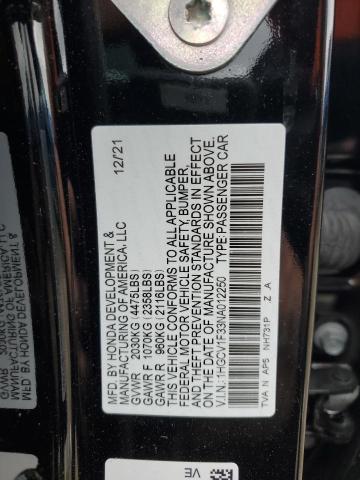 MFD. BY HONDA DEVELOPMENT & 12/'21
MANUFACTURING OF AMERICA, LLC
GVWR 2030KG (4475LBS)
GAWR F 1070KG (2358LBS)
GAWR R 960KG (2116LBS)
THIS VEHICLE CONFORMS TO ALL APPLICABLE
FEDERAL MOTOR VEHICLE SAFETY, BUMPER,
AND THEFT PREVENTION STANDARDS IN EFFECT
ON THE DATE OF MANUFACTURE SHOWN ABOVE.
V.I.N.: 1HGCV1F33NA012250 TYPE: PASSENGER CAR
TVA N AP5 NH731P Z A
VE